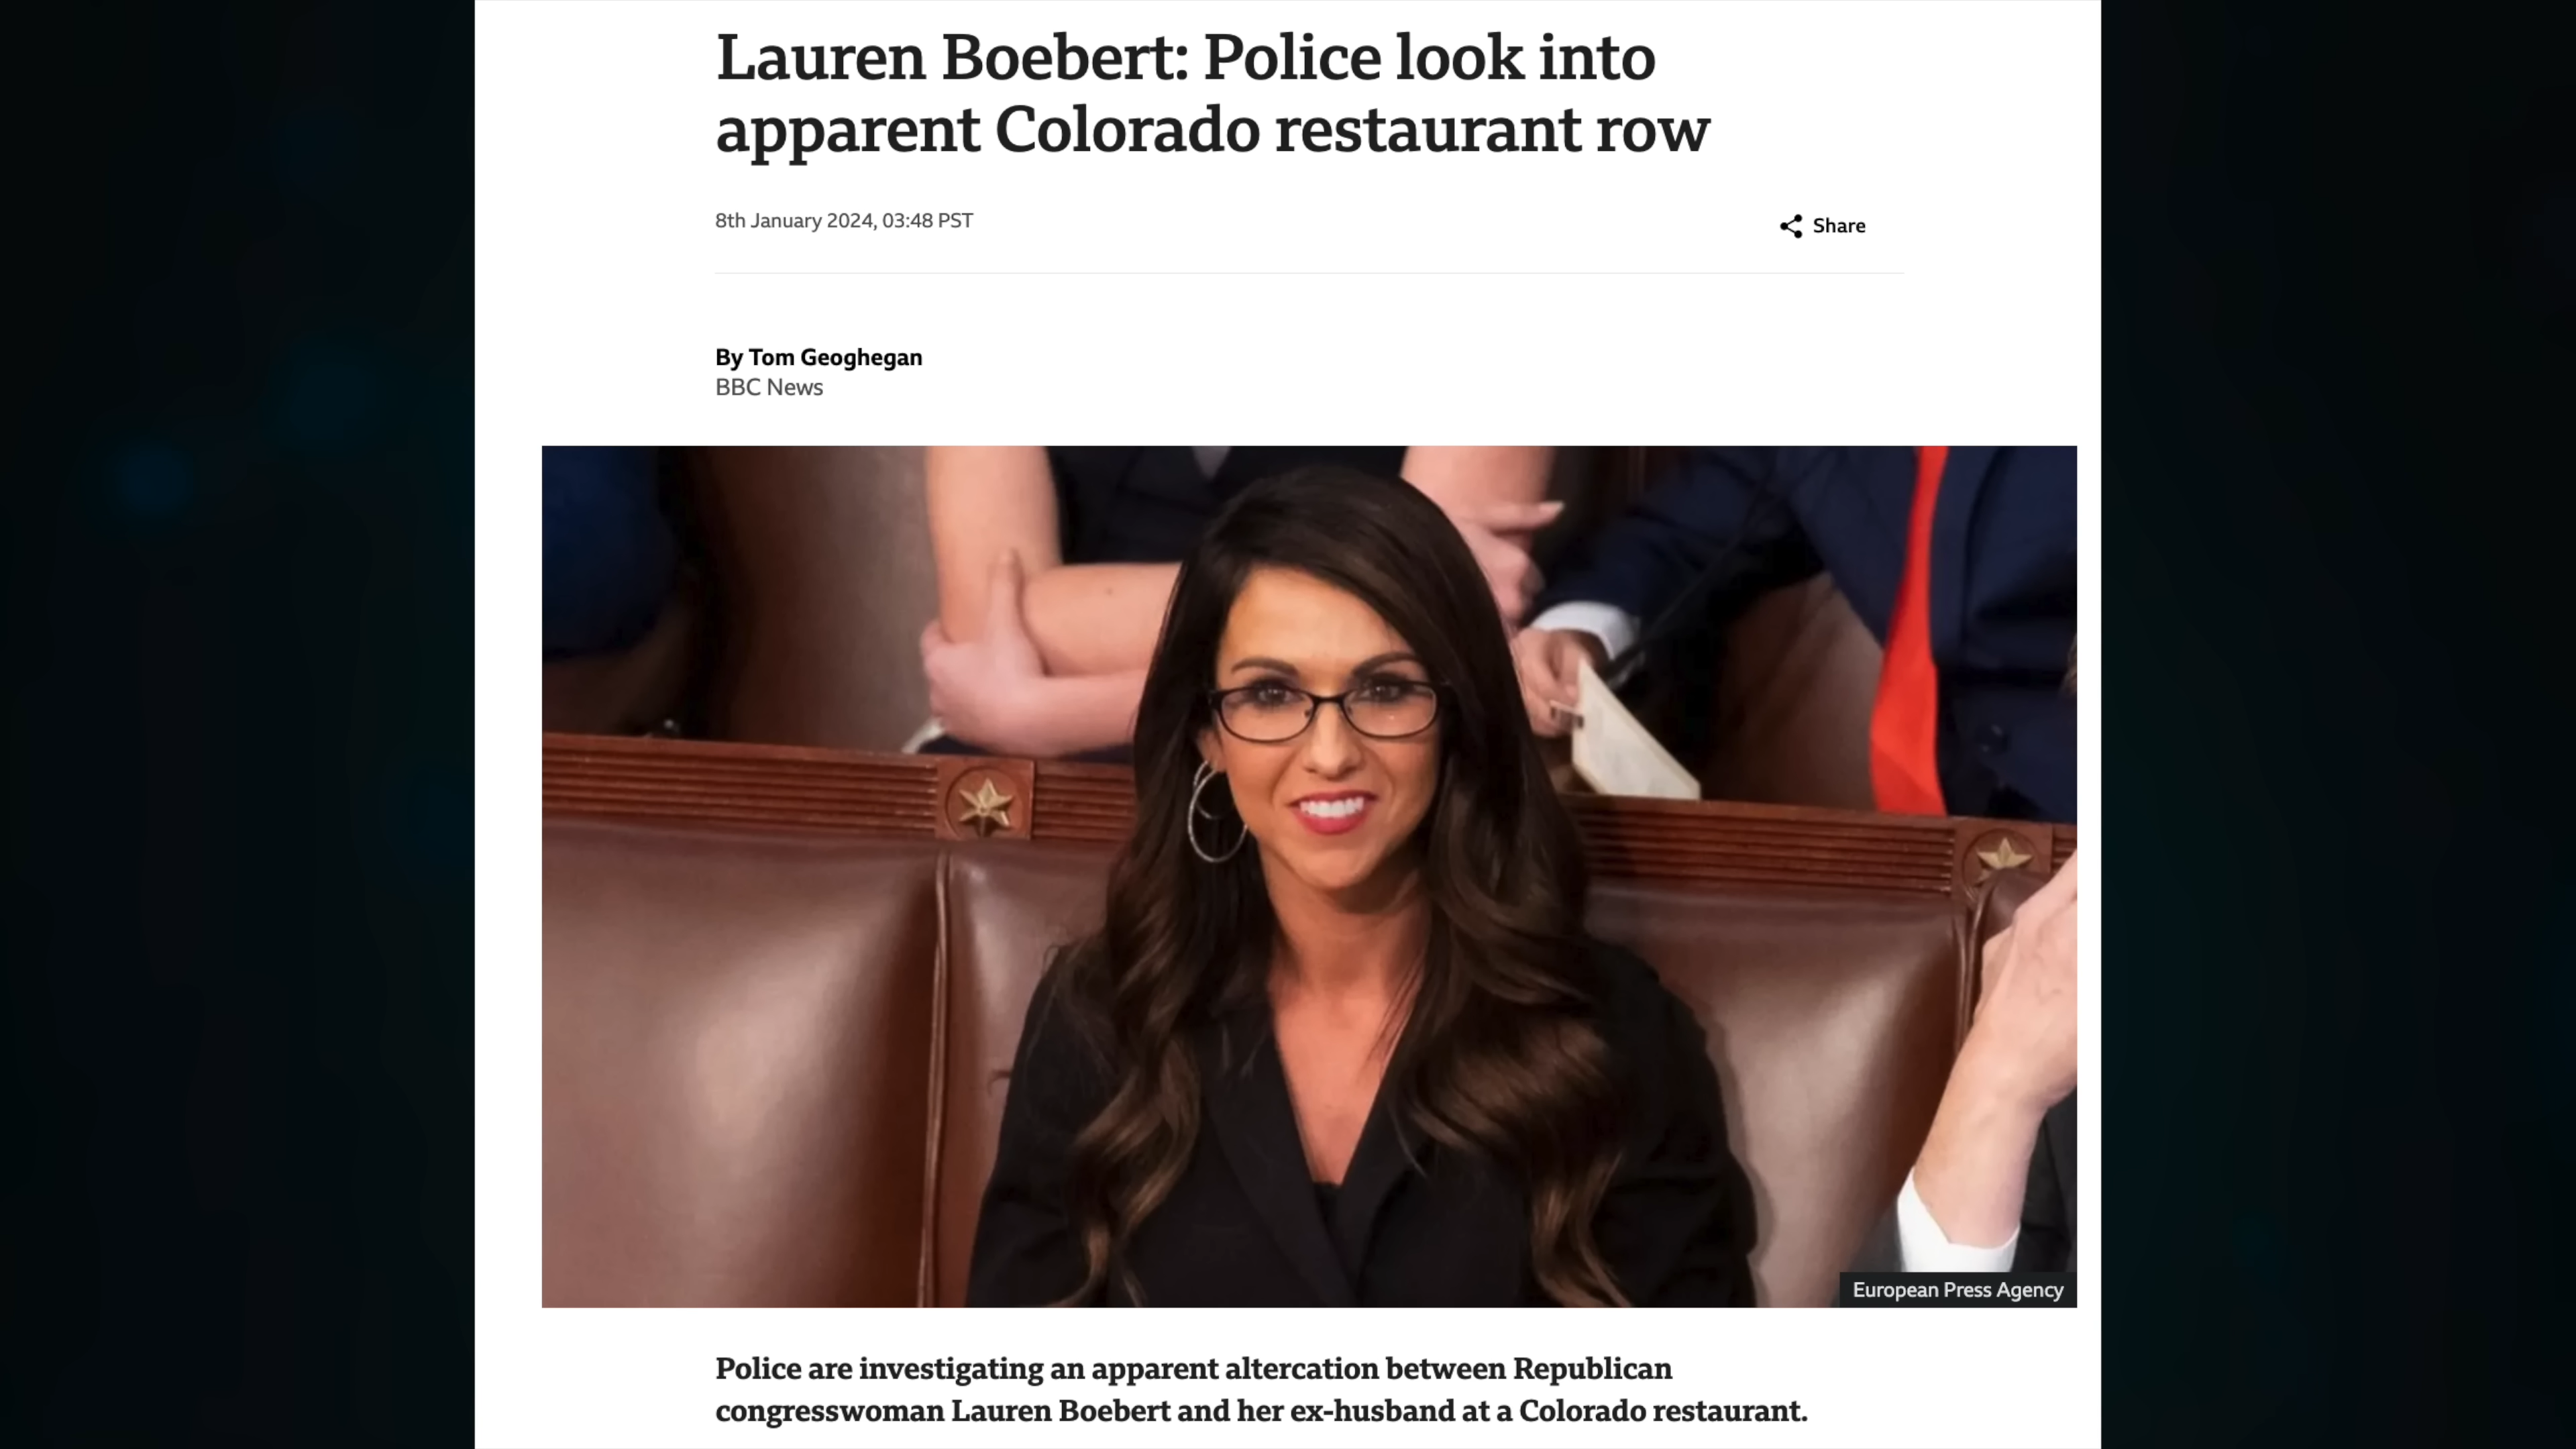 Lauren Boebert: Police look into
apparent Colorado restaurant row
8th January 2024, 03:48 PST
Share
By Tom Geoghegan
BBC News
European Press Agency
Police are investigating an apparent altercation between Republican
congresswoman Lauren Boebert and her ex-husband at a Colorado restaurant.